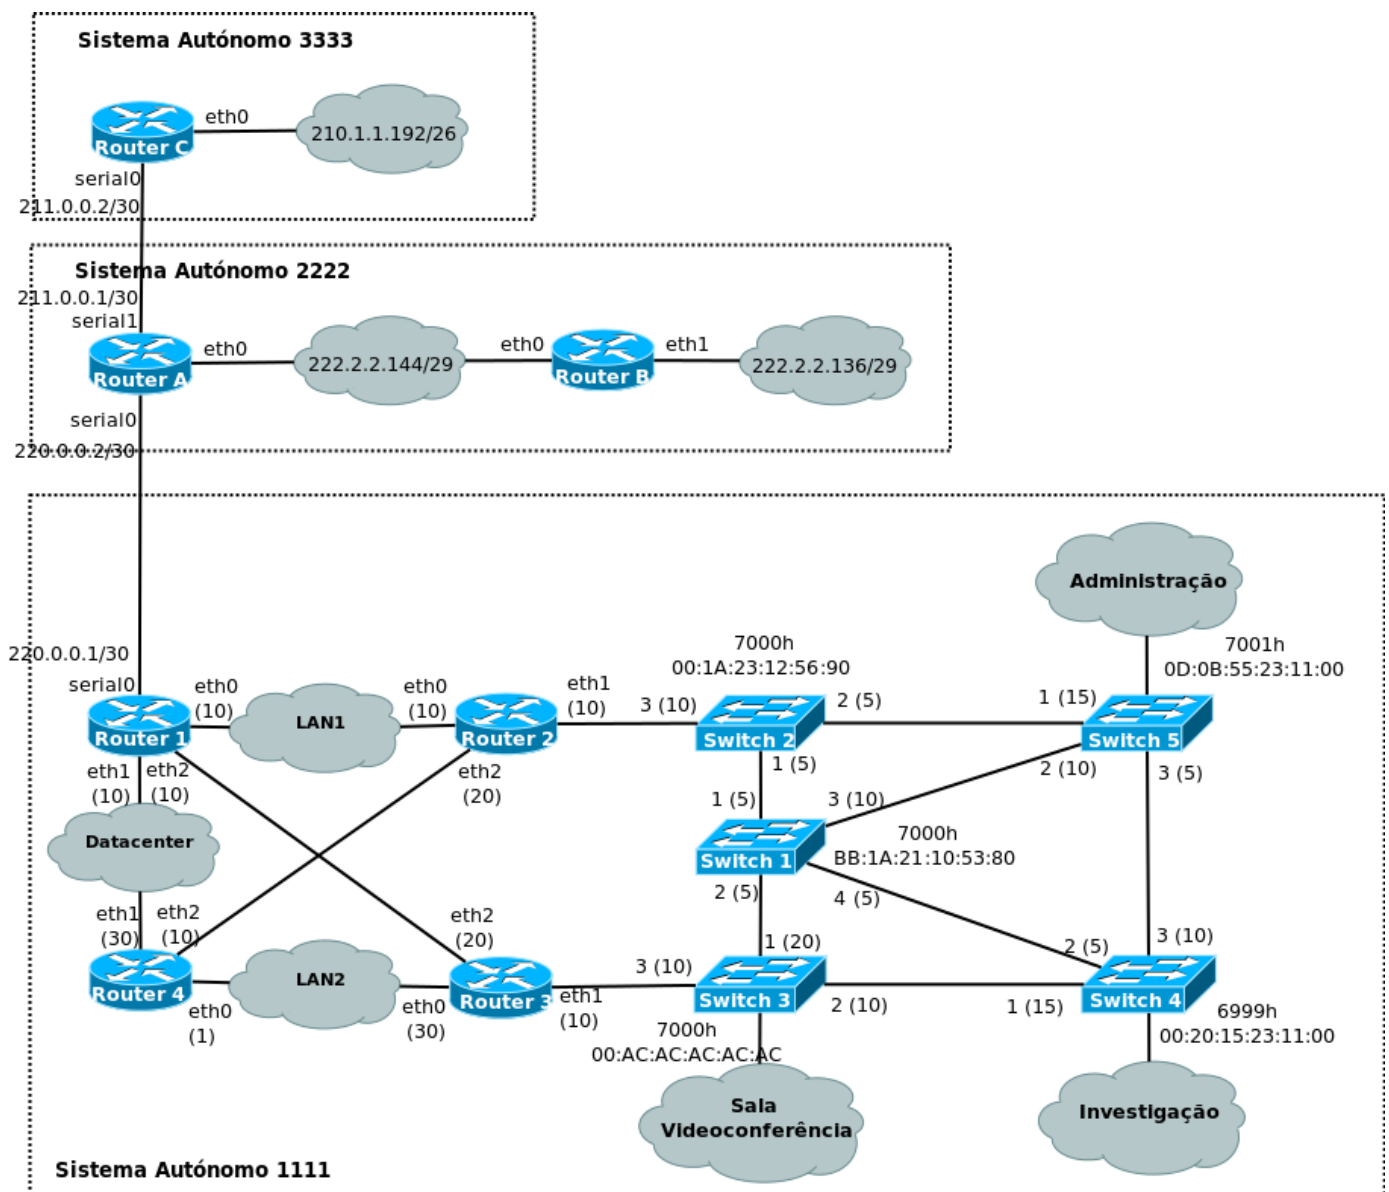 Sistema Autónomo 3333
eth0
210.1.1.192/26
Router C
serial0
211.0.0.2/30
Sistema Autónomo 2222
211.0.0.1/30
serial1
eth0
222.2.2.144/29
eth0
eth1
222.2.2.136/29
Router A
Router B
serial0
220.0.0.2/30
Administração
220.0.0.1/30
serial0
7000h
00:1A:23:12:56:90
7001h
0D:0B:55:23:11:00
eth0
(10)
LAN1
eth0
(10)
eth1
(10)
3 (10)
2 (5)
1 (15)
Router 1
Router 2
Switch 2
Switch 5
eth1
(10)
eth2
(10)
eth2
(20)
1 (5)
2 (10)
3 (5)
1 (5)
3 (10)
Datacenter
Switch 1
7000h
BB:1A:21:10:53:80
2 (5)
4 (5)
eth1
(30)
eth2
(10)
eth2
(20)
1 (20)
2 (5)
3 (10)
LAN2
3 (10)
Router 4
Router 3
Switch 3
Switch 4
eth0
(1)
eth0
(30)
eth1
(10)
2 (10)
1 (15)
7000h
00:AC:AC:AC:AC:AC
6999h
00:20:15:23:11:00
Sala
Videoconferência
Investigação
Sistema Autónomo 1111